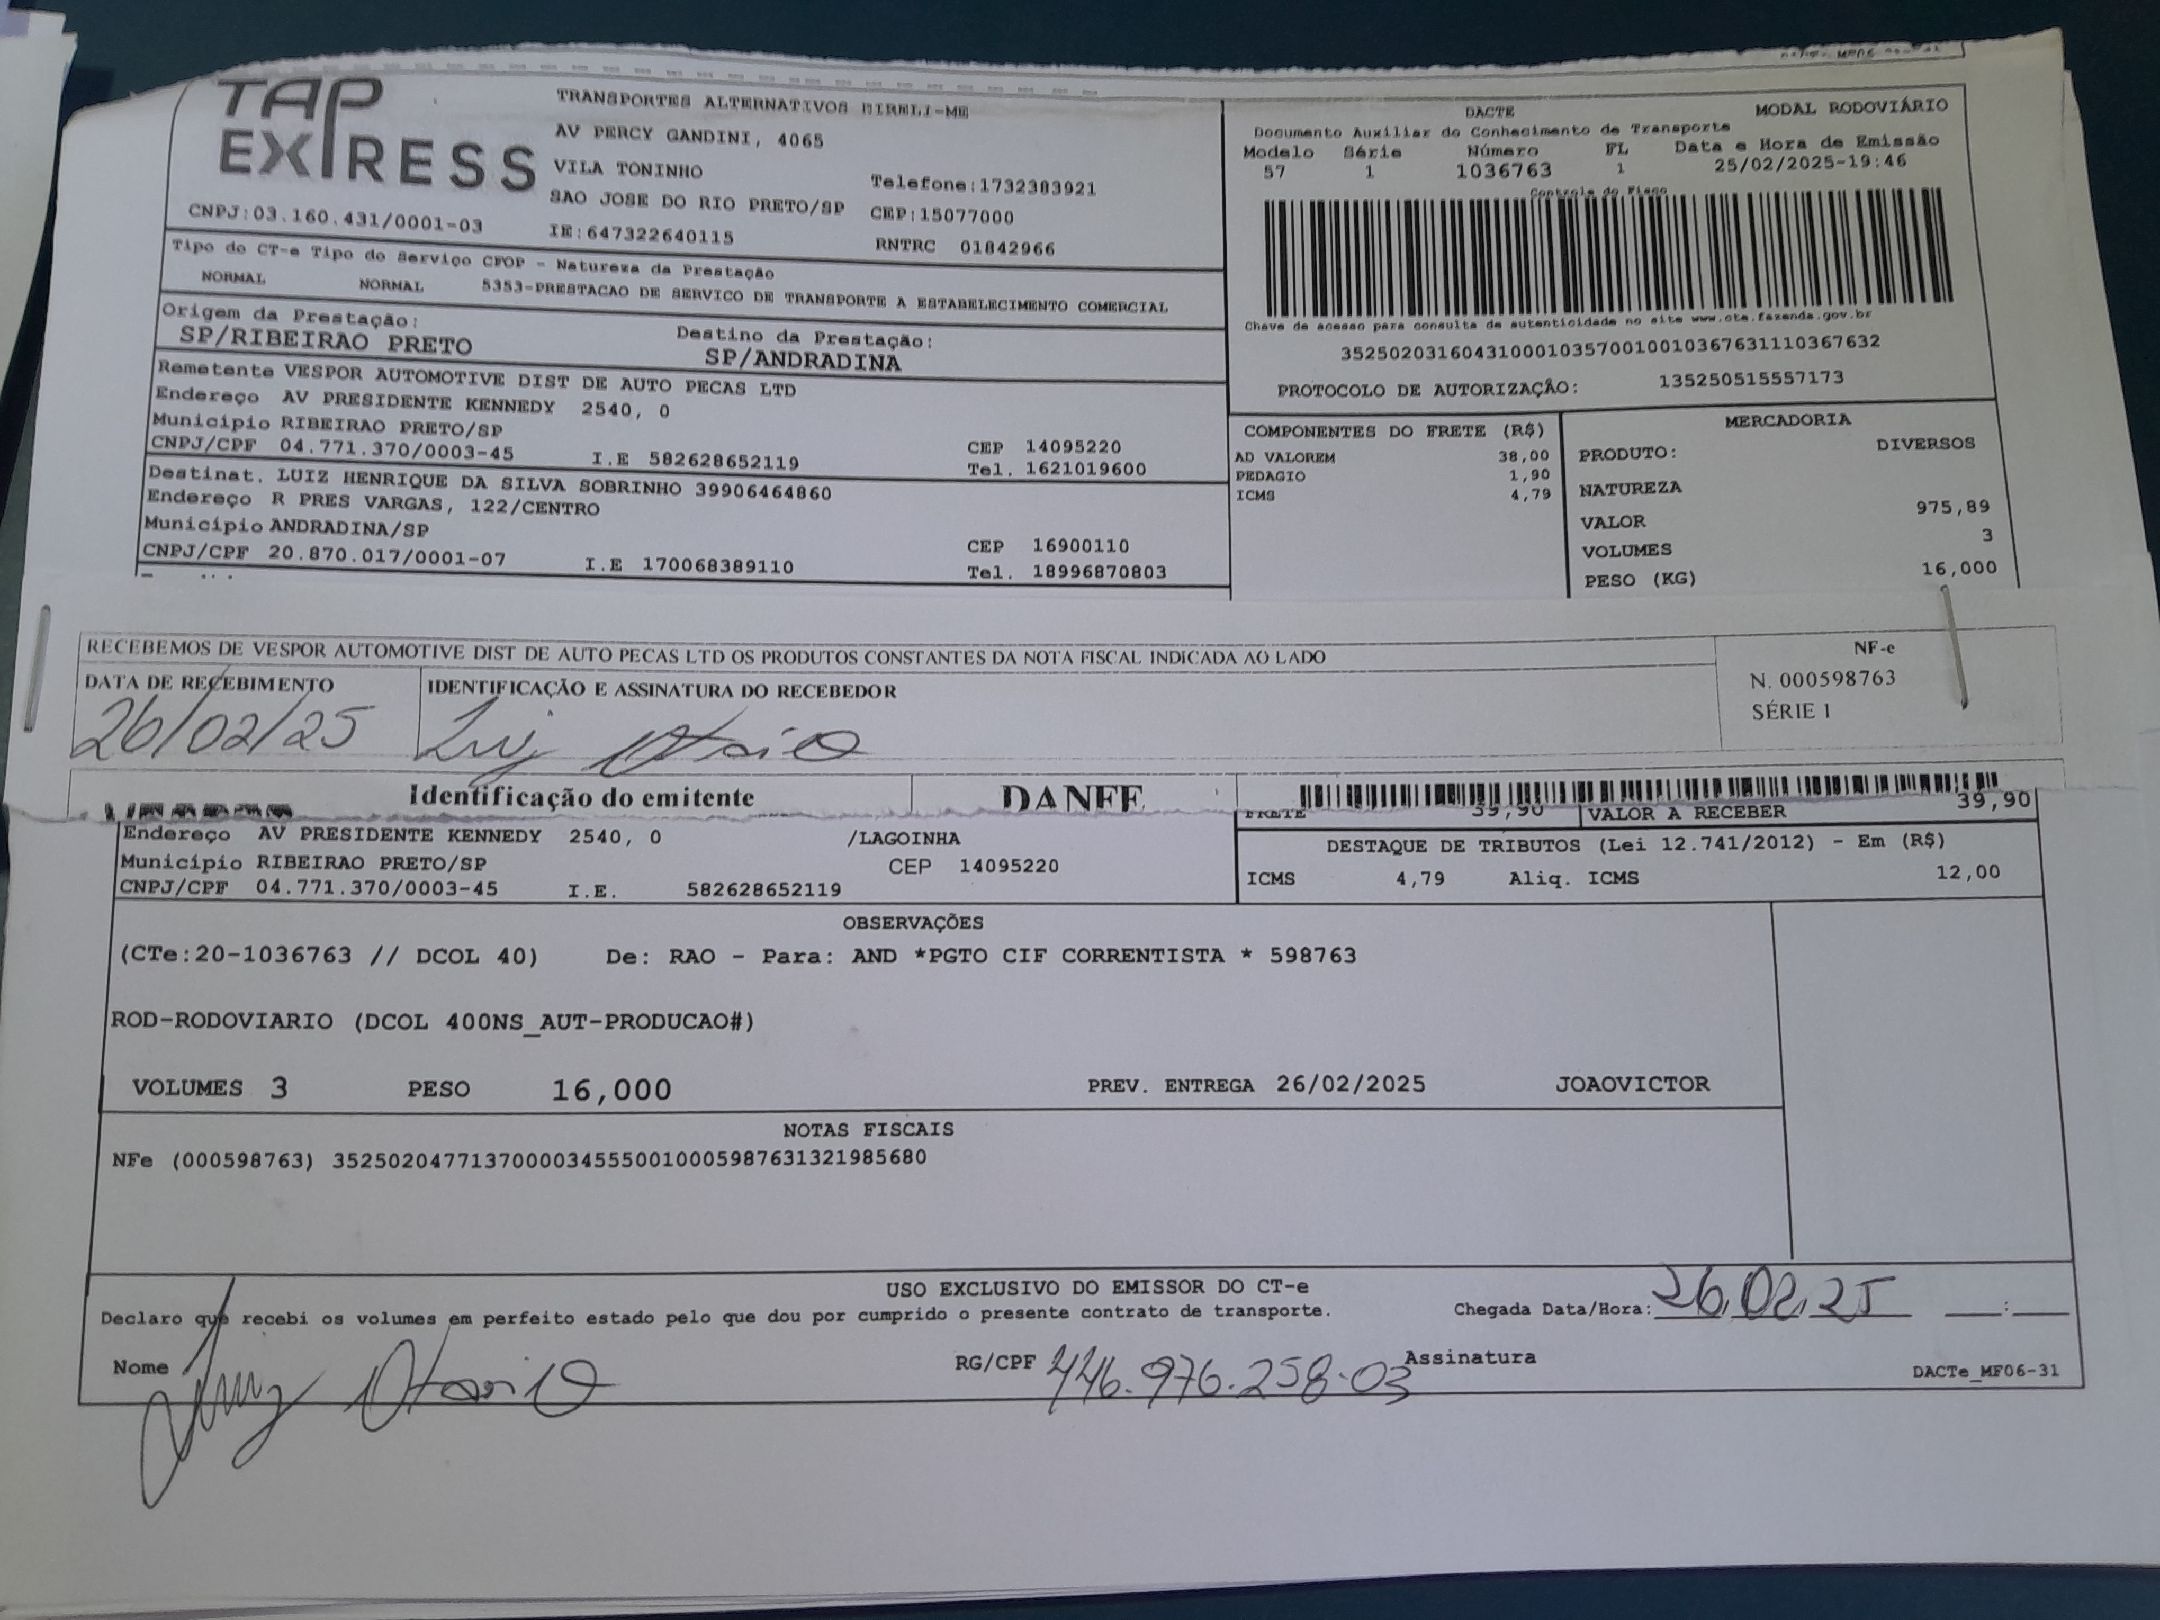 TAP EXPRESS
TRANSPORTES ALTERNATIVOS EIRELI-ME
AV PERCY GANDINI, 4065
VILA TONINHO
Telefone:1732383921
SAO JOSE DO RIO PRETO/SP CEP:15077000
CNPJ:03.160.431/0001-03 IE:647322640115 RNTRC 01842966
Tipo do CT-e Tipo do Serviço CFOP - Natureza da Prestação
NORMAL NORMAL 5353-PRESTACAO DE SERVICO DE TRANSPORTE A ESTABELECIMENTO COMERCIAL
Origem da Prestação: Destino da Prestação:
SP/RIBEIRAO PRETO SP/ANDRADINA
Remetente VESPOR AUTOMOTIVE DIST DE AUTO PECAS LTD
Endereço AV PRESIDENTE KENNEDY 2540, 0
Município RIBEIRAO PRETO/SP CEP 14095220
CNPJ/CPF 04.771.370/0003-45 I.E 582628652119 Tel. 1621019600
Destinat. LUIZ HENRIQUE DA SILVA SOBRINHO 39906464860
Endereço R PRES VARGAS, 122/CENTRO
Município ANDRADINA/SP CEP 16900110
CNPJ/CPF 20.870.017/0001-07 I.E 170068389110 Tel. 18996870803
DACTE MODAL RODOVIÁRIO
Documento Auxiliar do Conhecimento de Transporte
Modelo Série Número FL Data e Hora de Emissão
57 1 1036763 1 25/02/2025-19:46
Controle do Fisco
Chave de acesso para consulta de autenticidade no site www.cte.fazenda.gov.br
35250203160431000103570010010367631110367632
PROTOCOLO DE AUTORIZAÇÃO: 135250515557173
COMPONENTES DO FRETE (R$)
AD VALOREM 38,00
PEDAGIO 1,90
ICMS 4,79
MERCADORIA
PRODUTO: DIVERSOS
NATUREZA
VALOR 975,89
VOLUMES 3
PESO (KG) 16,000
RECEBEMOS DE VESPOR AUTOMOTIVE DIST DE AUTO PECAS LTD OS PRODUTOS CONSTANTES DA NOTA FISCAL INDICADA AO LADO
NF-e
N. 000598763
SÉRIE 1
DATA DE RECEBIMENTO IDENTIFICAÇÃO E ASSINATURA DO RECEBEDOR
26/02/25 Luiz Otavio
Identificação do emitente DANFE
FRETE 39,90 VALOR A RECEBER 39,90
Endereço AV PRESIDENTE KENNEDY 2540, 0 /LAGOINHA
Município RIBEIRAO PRETO/SP CEP 14095220
CNPJ/CPF 04.771.370/0003-45 I.E. 582628652119
DESTAQUE DE TRIBUTOS (Lei 12.741/2012) - Em (R$)
ICMS 4,79 Aliq. ICMS 12,00
OBSERVAÇÕES
(CTe:20-1036763 // DCOL 40) De: RAO - Para: AND *PGTO CIF CORRENTISTA * 598763
ROD-RODOVIARIO (DCOL 400NS_AUT-PRODUCAO#)
VOLUMES 3 PESO 16,000 PREV. ENTREGA 26/02/2025 JOAOVICTOR
NOTAS FISCAIS
NFe (000598763) 35250204771370000345550010005987631321985680
USO EXCLUSIVO DO EMISSOR DO CT-e
Declaro que recebi os volumes em perfeito estado pelo que dou por cumprido o presente contrato de transporte. Chegada Data/Hora: 26.02.25 __:__
Nome Luiz Otavio RG/CPF 446.976.258-03 Assinatura
DACTe_MF06-31